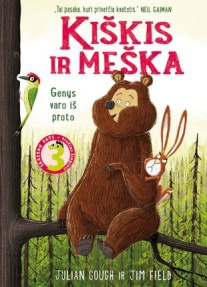 „Tai pasaka, kuri priverčia kvatotis.“ NEIL GAIMAN
KIŠKIS
IR MEŠKA
Genys
varo iš
proto
3
JULIAN GOUGH IR JIM FIELD